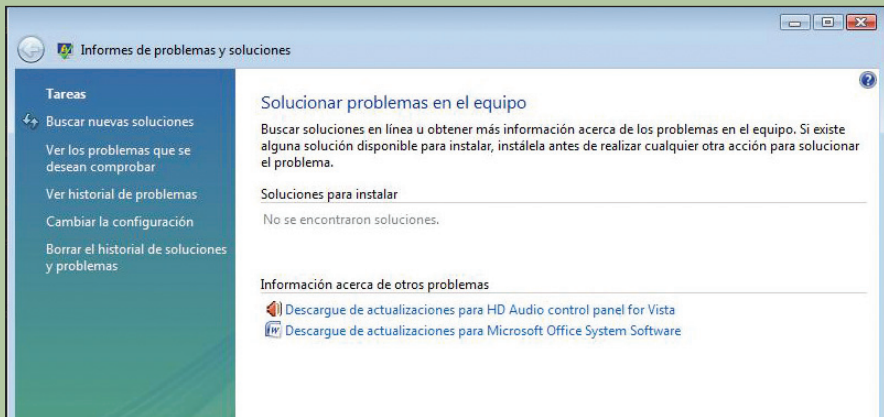 Informes de problemas y soluciones
Tareas
Buscar nuevas soluciones
Ver los problemas que se
desean comprobar
Ver historial de problemas
Cambiar la configuración
Borrar el historial de soluciones
y problemas
Solucionar problemas en el equipo
Buscar soluciones en línea u obtener más información acerca de los problemas en el equipo. Si existe
alguna solución disponible para instalar, instálela antes de realizar cualquier otra acción para solucionar
el problema.
Soluciones para instalar
No se encontraron soluciones.
Información acerca de otros problemas
Descargue de actualizaciones para HD Audio control panel for Vista
Descargue de actualizaciones para Microsoft Office System Software